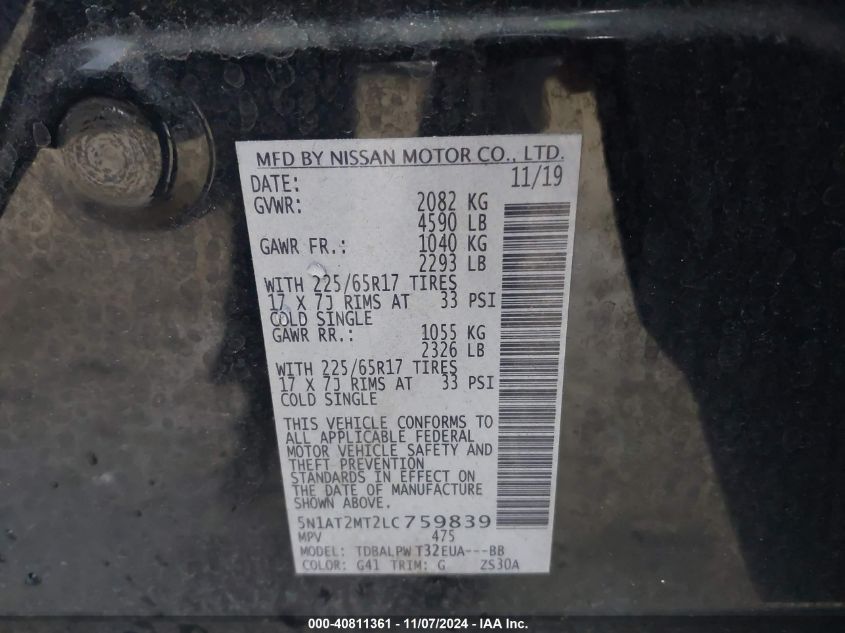 MFD BY NISSAN MOTOR CO., LTD.
DATE: 11/19
GVWR: 2082 KG
4590 LB
GAWR FR.: 1040 KG
2293 LB
WITH 225/65R17 TIRES
17 X 7J RIMS AT 33 PSI
COLD SINGLE
GAWR RR.: 1055 KG
2326 LB
WITH 225/65R17 TIRES
17 X 7J RIMS AT 33 PSI
COLD SINGLE
THIS VEHICLE CONFORMS TO
ALL APPLICABLE FEDERAL
MOTOR VEHICLE SAFETY AND
THEFT PREVENTION
STANDARDS IN EFFECT ON
THE DATE OF MANUFACTURE
SHOWN ABOVE.
5N1AT2MT2LC759839
MPV 475
MODEL: TDBALPW T32EUA---BB
COLOR: G41 TRIM: G ZS30A
000-40811361 - 11/07/2024 - IAA Inc.